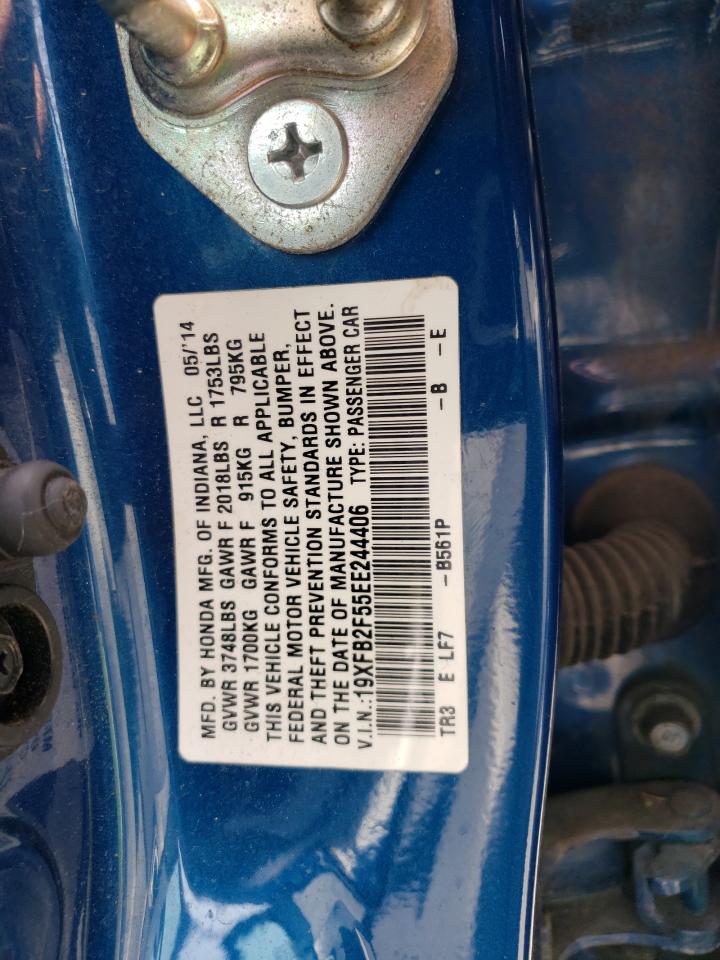 MFD. BY HONDA MFG. OF INDIANA, LLC 05/'14
GVWR 3748LBS GAWR F 2018LBS R 1753LBS
GVWR 1700KG GAWR F 915KG R 795KG
THIS VEHICLE CONFORMS TO ALL APPLICABLE
FEDERAL MOTOR VEHICLE SAFETY, BUMPER,
AND THEFT PREVENTION STANDARDS IN EFFECT
ON THE DATE OF MANUFACTURE SHOWN ABOVE.
V.I.N.:19XFB2F55EE244406 TYPE: PASSENGER CAR
TR3 E LF7 -B561P -B -E